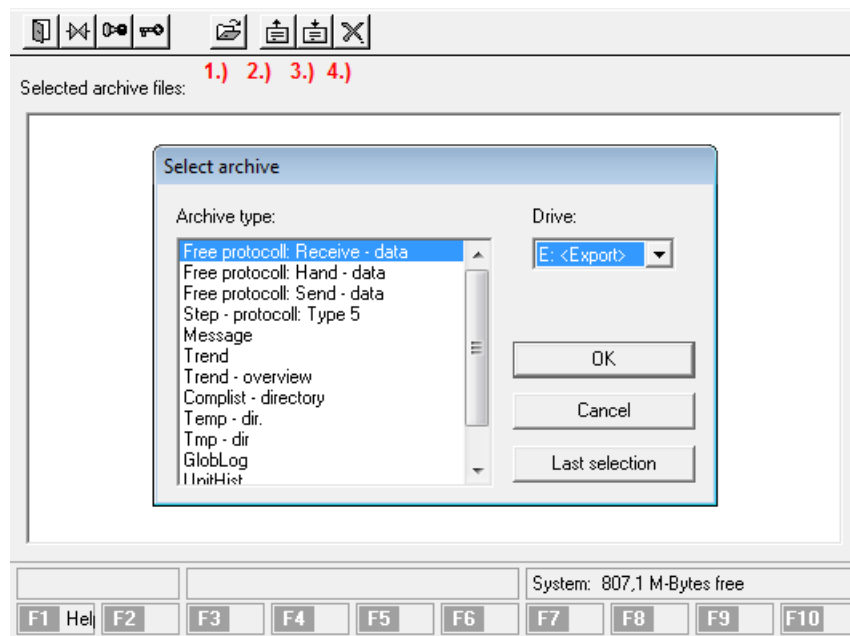 1.) 2.) 3.) 4.)
Selected archive files:
Select archive
Archive type:
Drive:
Free protocoll: Receive - data
E: <Export>
Free protocoll: Hand - data
Free protocoll: Send - data
Step - protocoll: Type 5
Message
Trend
OK
Trend - overview
Complist - directory
Cancel
Temp - dir.
Tmp - dir
GlobLog
Last selection
UnitHist
System: 807,1 M-Bytes free
F1 Hel F2 F3 F4 F5 F6 F7 F8 F9 F10